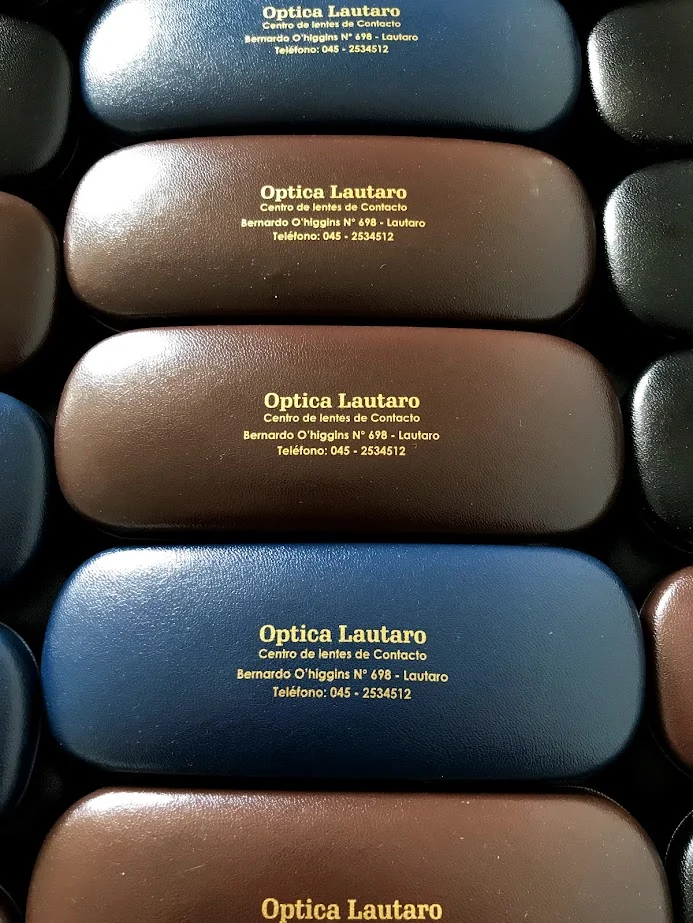 Optica Lautaro
Centro de lentes de Contacto
Bernardo O'higgins N° 698 - Lautaro
Teléfono: 045 - 2534512
Optica Lautaro
Centro de lentes de Contacto
Bernardo O'higgins N° 698 - Lautaro
Teléfono: 045 - 2534512
Optica Lautaro
Centro de lentes de Contacto
Bernardo O'higgins N° 698 - Lautaro
Teléfono: 045 - 2534512
Optica Lautaro
Centro de lentes de Contacto
Bernardo O'higgins N° 698 - Lautaro
Teléfono: 045 - 2534512
Optica Lautaro